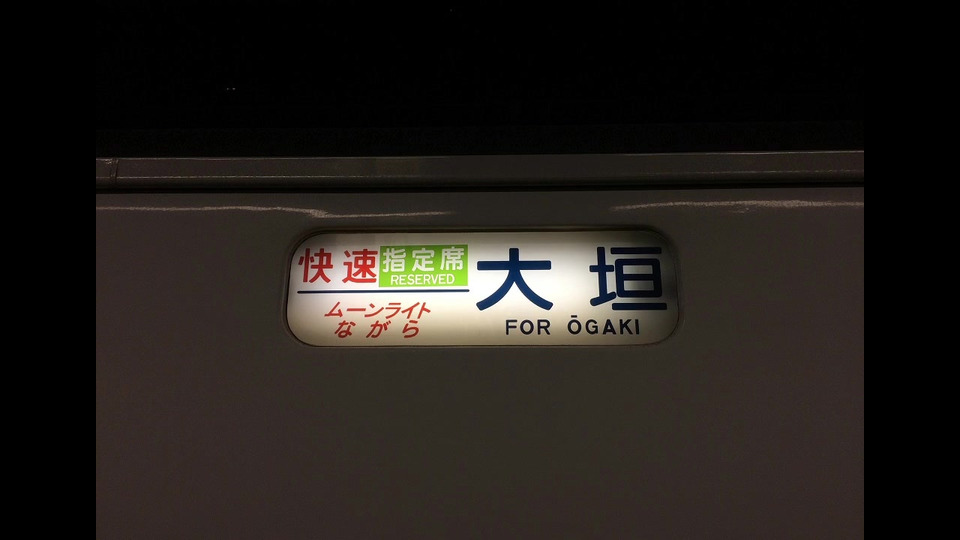 快速 指定席
RESERVED
ムーンライト
ながら
大垣
FOR ŌGAKI